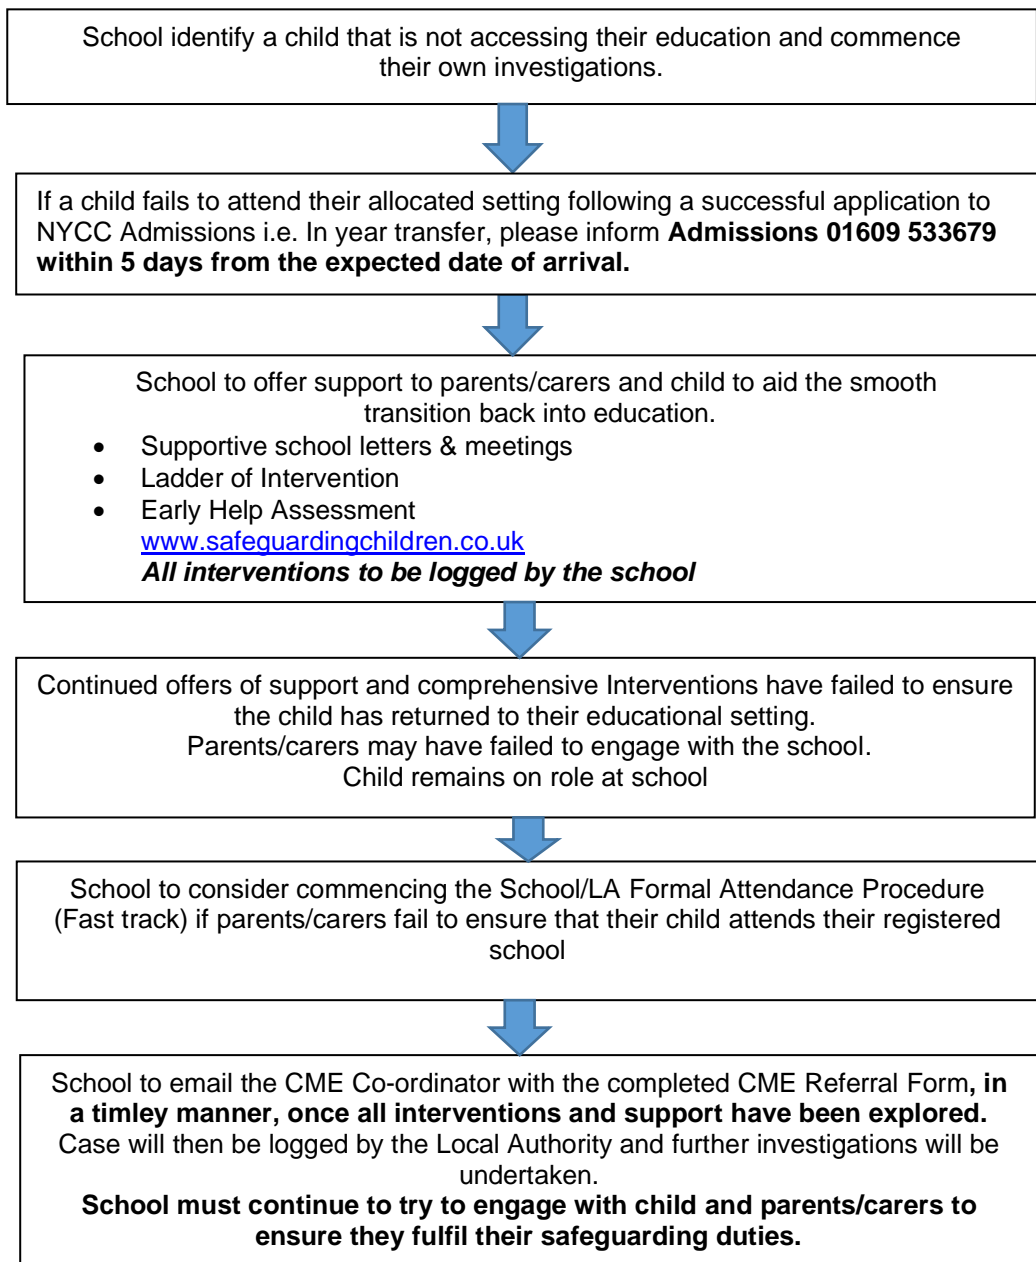 School identify a child that is not accessing their education and commence
their own investigations.
If a child fails to attend their allocated setting following a successful application to
NYCC Admissions i.e. In year transfer, please inform Admissions 01609 533679
within 5 days from the expected date of arrival.
School to offer support to parents/carers and child to aid the smooth
transition back into education.
• Supportive school letters & meetings
• Ladder of Intervention
• Early Help Assessment
www.safeguardingchildren.co.uk
All interventions to be logged by the school
Continued offers of support and comprehensive Interventions have failed to ensure
the child has returned to their educational setting.
Parents/carers may have failed to engage with the school.
Child remains on role at school
School to consider commencing the School/LA Formal Attendance Procedure
(Fast track) if parents/carers fail to ensure that their child attends their registered
school
School to email the CME Co-ordinator with the completed CME Referral Form, in
a timley manner, once all interventions and support have been explored.
Case will then be logged by the Local Authority and further investigations will be
undertaken.
School must continue to try to engage with child and parents/carers to
ensure they fulfil their safeguarding duties.